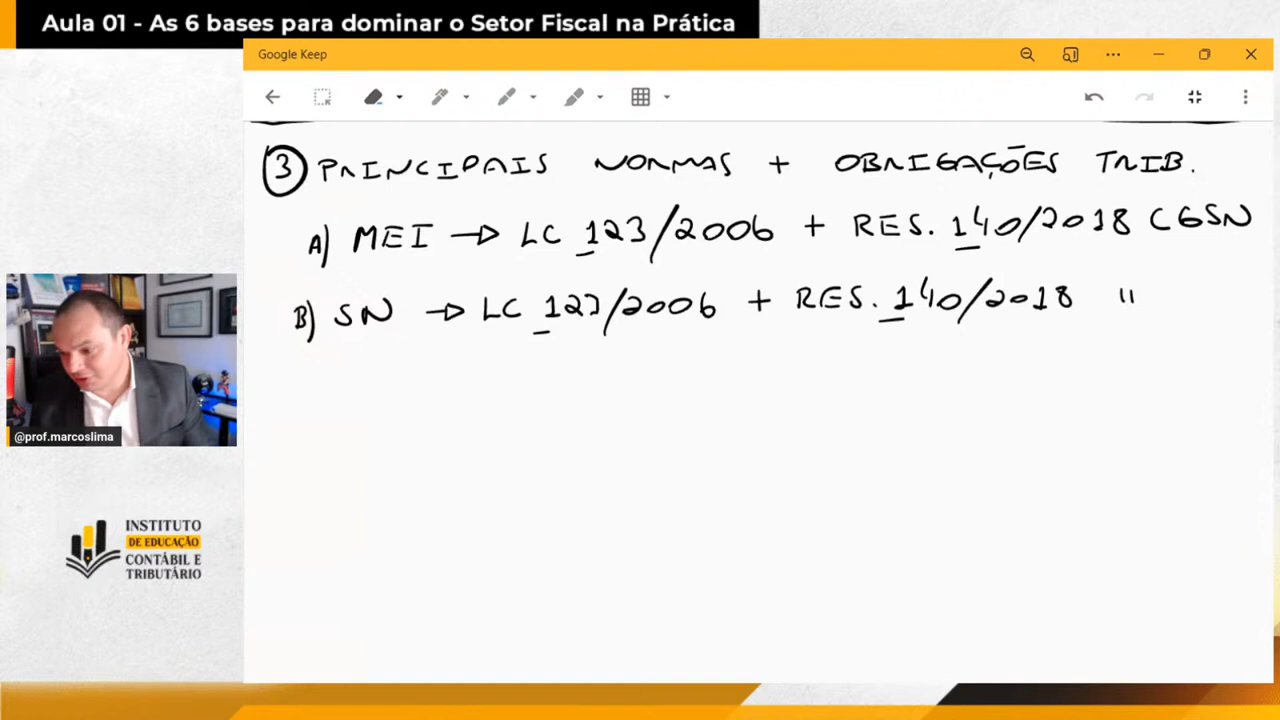 Aula 01 - As 6 bases para dominar o Setor Fiscal na Prática
Google Keep
3 PRINCIPAIS NORMAS + OBRIGAÇÕES TRIB.
A) MEI → LC 123/2006 + RES. 140/2018 CGSN
B) SN → LC 123/2006 + RES. 140/2018 "
@prof.marcoslima
INSTITUTO
DE EDUCAÇÃO
CONTÁBIL E
TRIBUTÁRIO